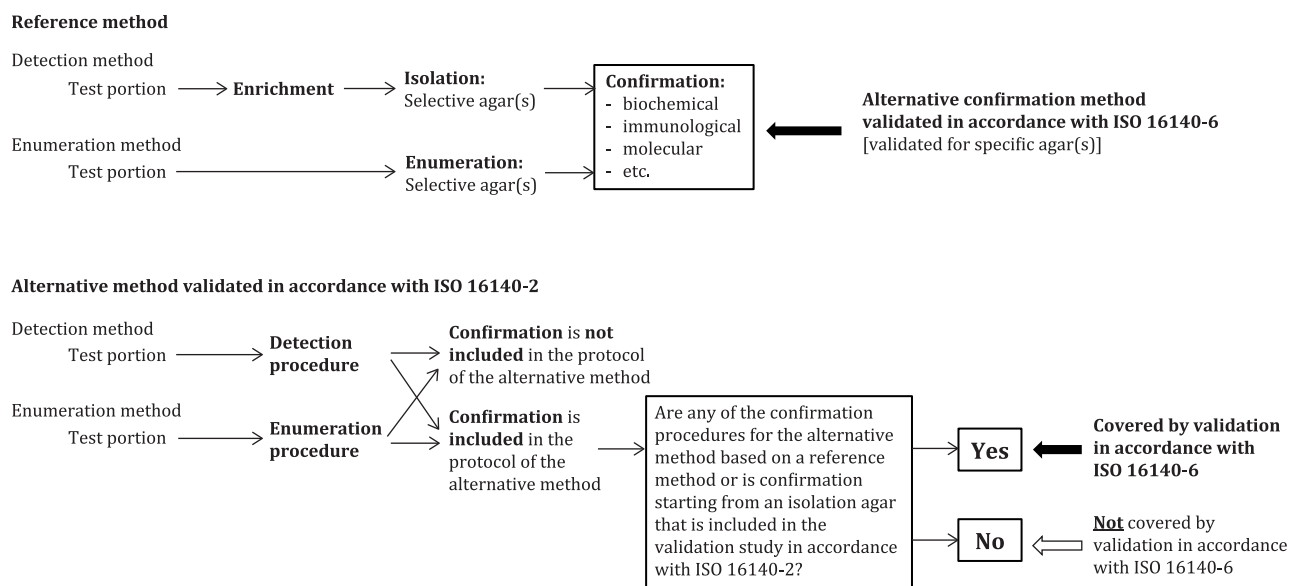 Reference method
Detection method
Test portion
Enrichment
Isolation:
Selective agar(s)
Enumeration method
Test portion
Enumeration:
Selective agar(s)
Confirmation:
- biochemical
- immunological
- molecular
- etc.
Alternative confirmation method
validated in accordance with ISO 16140-6
[validated for specific agar(s)]
Alternative method validated in accordance with ISO 16140-2
Detection method
Test portion
Detection
procedure
Confirmation is not
included in the protocol
of the alternative method
Enumeration method
Test portion
Enumeration
procedure
Confirmation is
included in the
protocol of the
alternative method
Are any of the confirmation
procedures for the alternative
method based on a reference
method or is confirmation
starting from an isolation agar
that is included in the
validation study in accordance
with ISO 16140-2?
Yes
Covered by validation
in accordance with
ISO 16140-6
No
Not covered by
validation in accordance
with ISO 16140-6